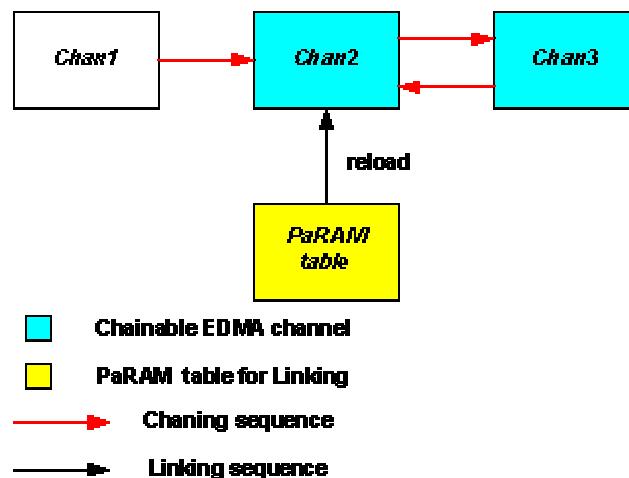 Chan1
Chan2
Chan3
reload
PaRAM
table
Chainable EDMA channel
PaRAM table for Linking
Chaning sequence
Linking sequence